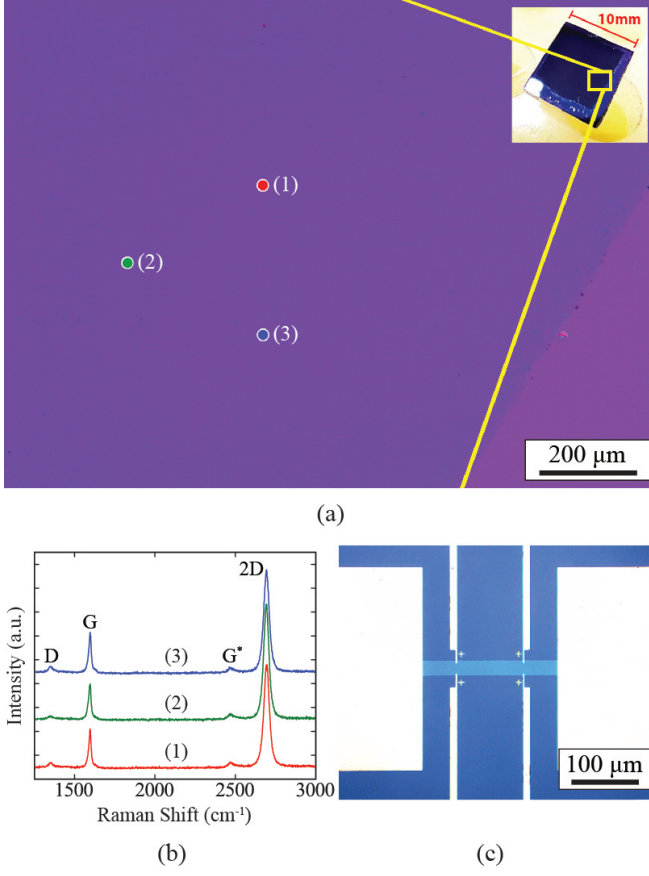 10mm
(1)
(2)
(3)
200 μm
(a)
2D
G
D
(3)
G*
(2)
(1)
Intensity (a.u.)
1500
2000
2500
3000
Raman Shift (cm-1)
(b)
100 μm
(c)